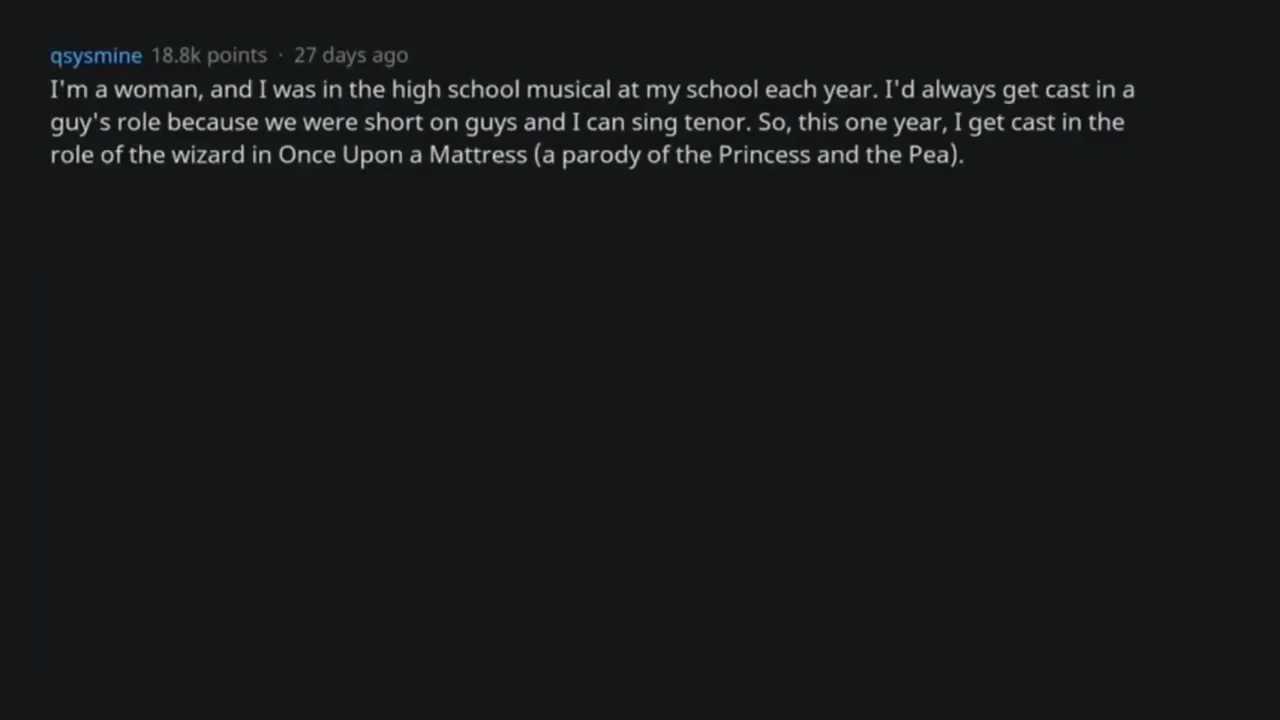 qsysmine 18.8k points · 27 days ago
I'm a woman, and I was in the high school musical at my school each year. I'd always get cast in a
guy's role because we were short on guys and I can sing tenor. So, this one year, I get cast in the
role of the wizard in Once Upon a Mattress (a parody of the Princess and the Pea).